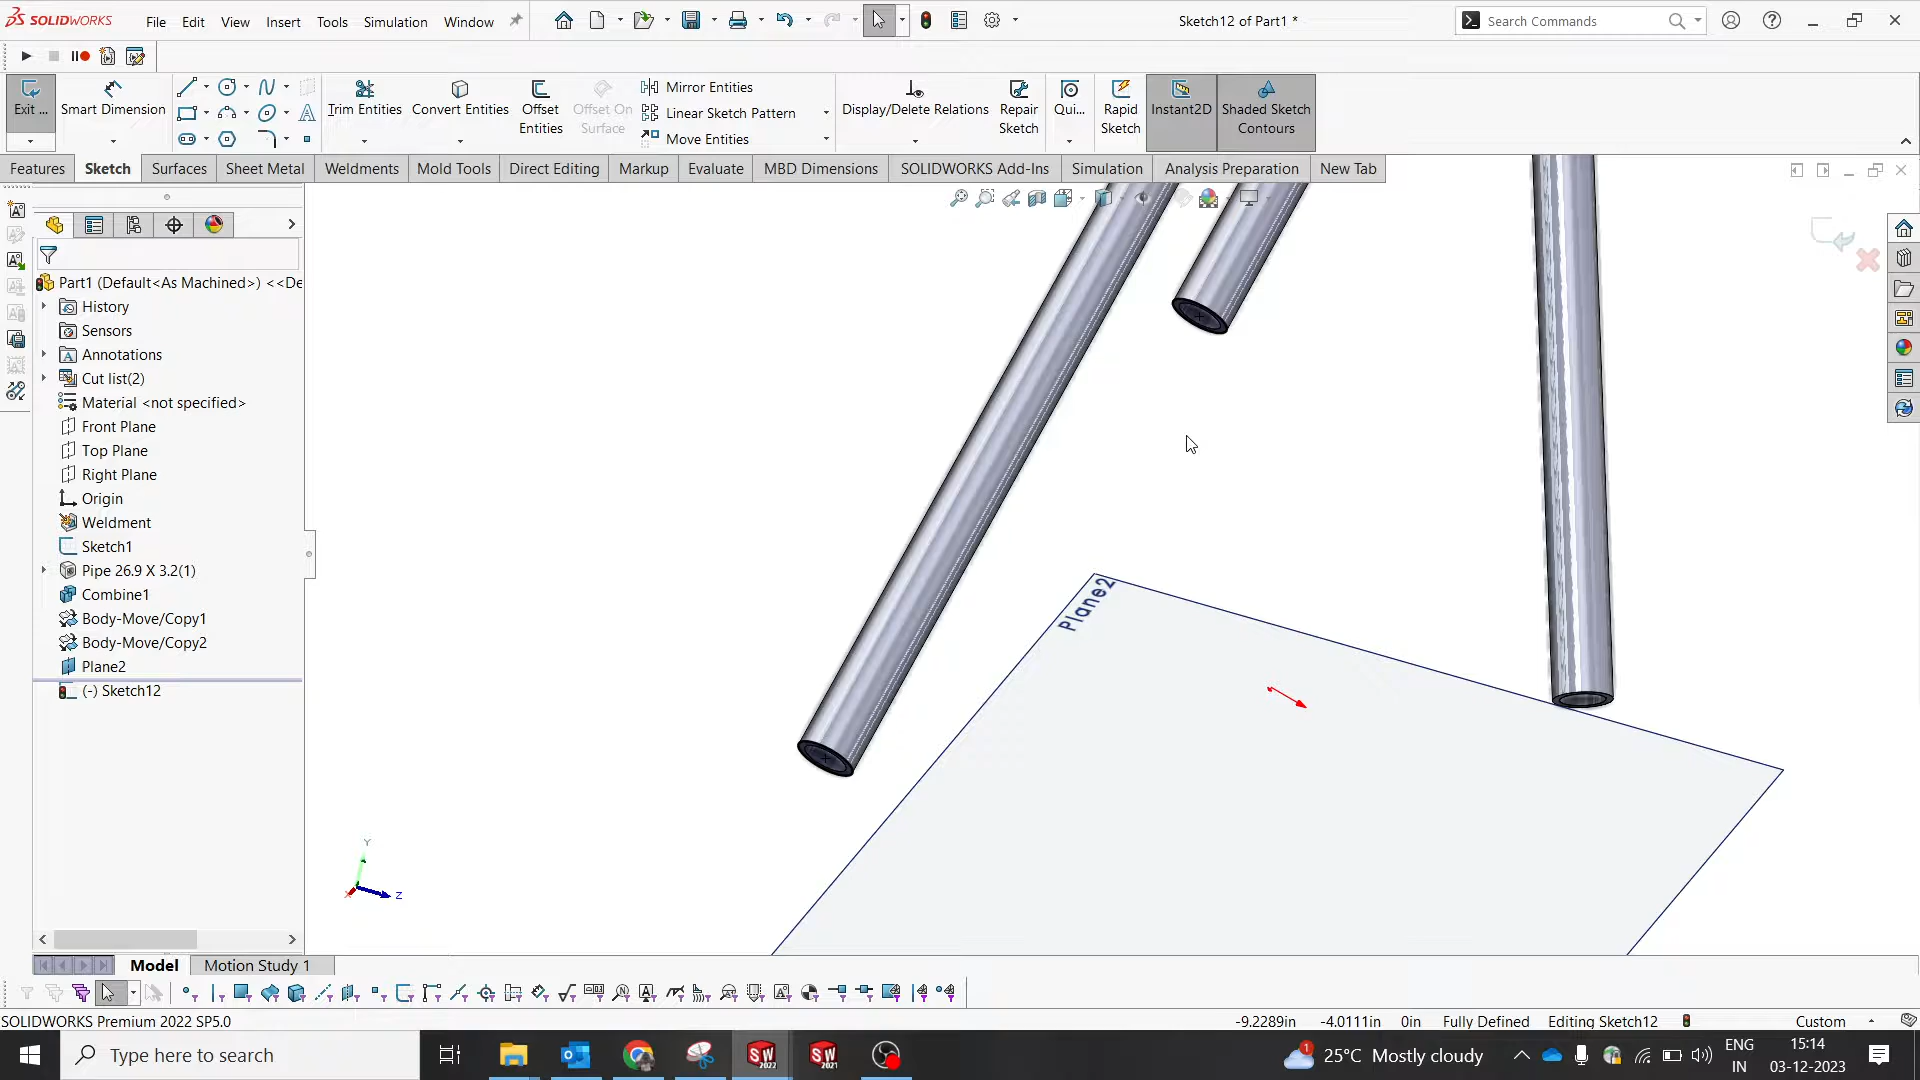 SOLIDWORKS File Edit View Insert Tools Simulation Window Sketch12 of Part1 * Search Commands
Exit ... Smart Dimension Trim Entities Convert Entities Offset Entities Offset On Surface Mirror Entities Linear Sketch Pattern Move Entities Display/Delete Relations Repair Sketch Qui... Rapid Sketch Instant2D Shaded Sketch Contours
Features Sketch Surfaces Sheet Metal Weldments Mold Tools Direct Editing Markup Evaluate MBD Dimensions SOLIDWORKS Add-Ins Simulation Analysis Preparation New Tab
Part1 (Default<As Machined>) <<De
History
Sensors
Annotations
Cut list(2)
Material <not specified>
Front Plane
Top Plane
Right Plane
Origin
Weldment
Sketch1
Pipe 26.9 X 3.2(1)
Combine1
Body-Move/Copy1
Body-Move/Copy2
Plane2
(-) Sketch12
Plane2
Y
X
Z
Model Motion Study 1
SOLIDWORKS Premium 2022 SP5.0 -9.2289in -4.0111in 0in Fully Defined Editing Sketch12 Custom
Type here to search SW 2022 SW 2021 1 25°C Mostly cloudy ENG IN 15:14 03-12-2023